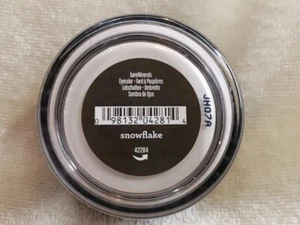 bareMinerals
Eyecolor - Fard à Paupières
Lidschatten - Ombretto
Sombra de Ojos
0 98132 04281 4
snowflake
42284
JH07A